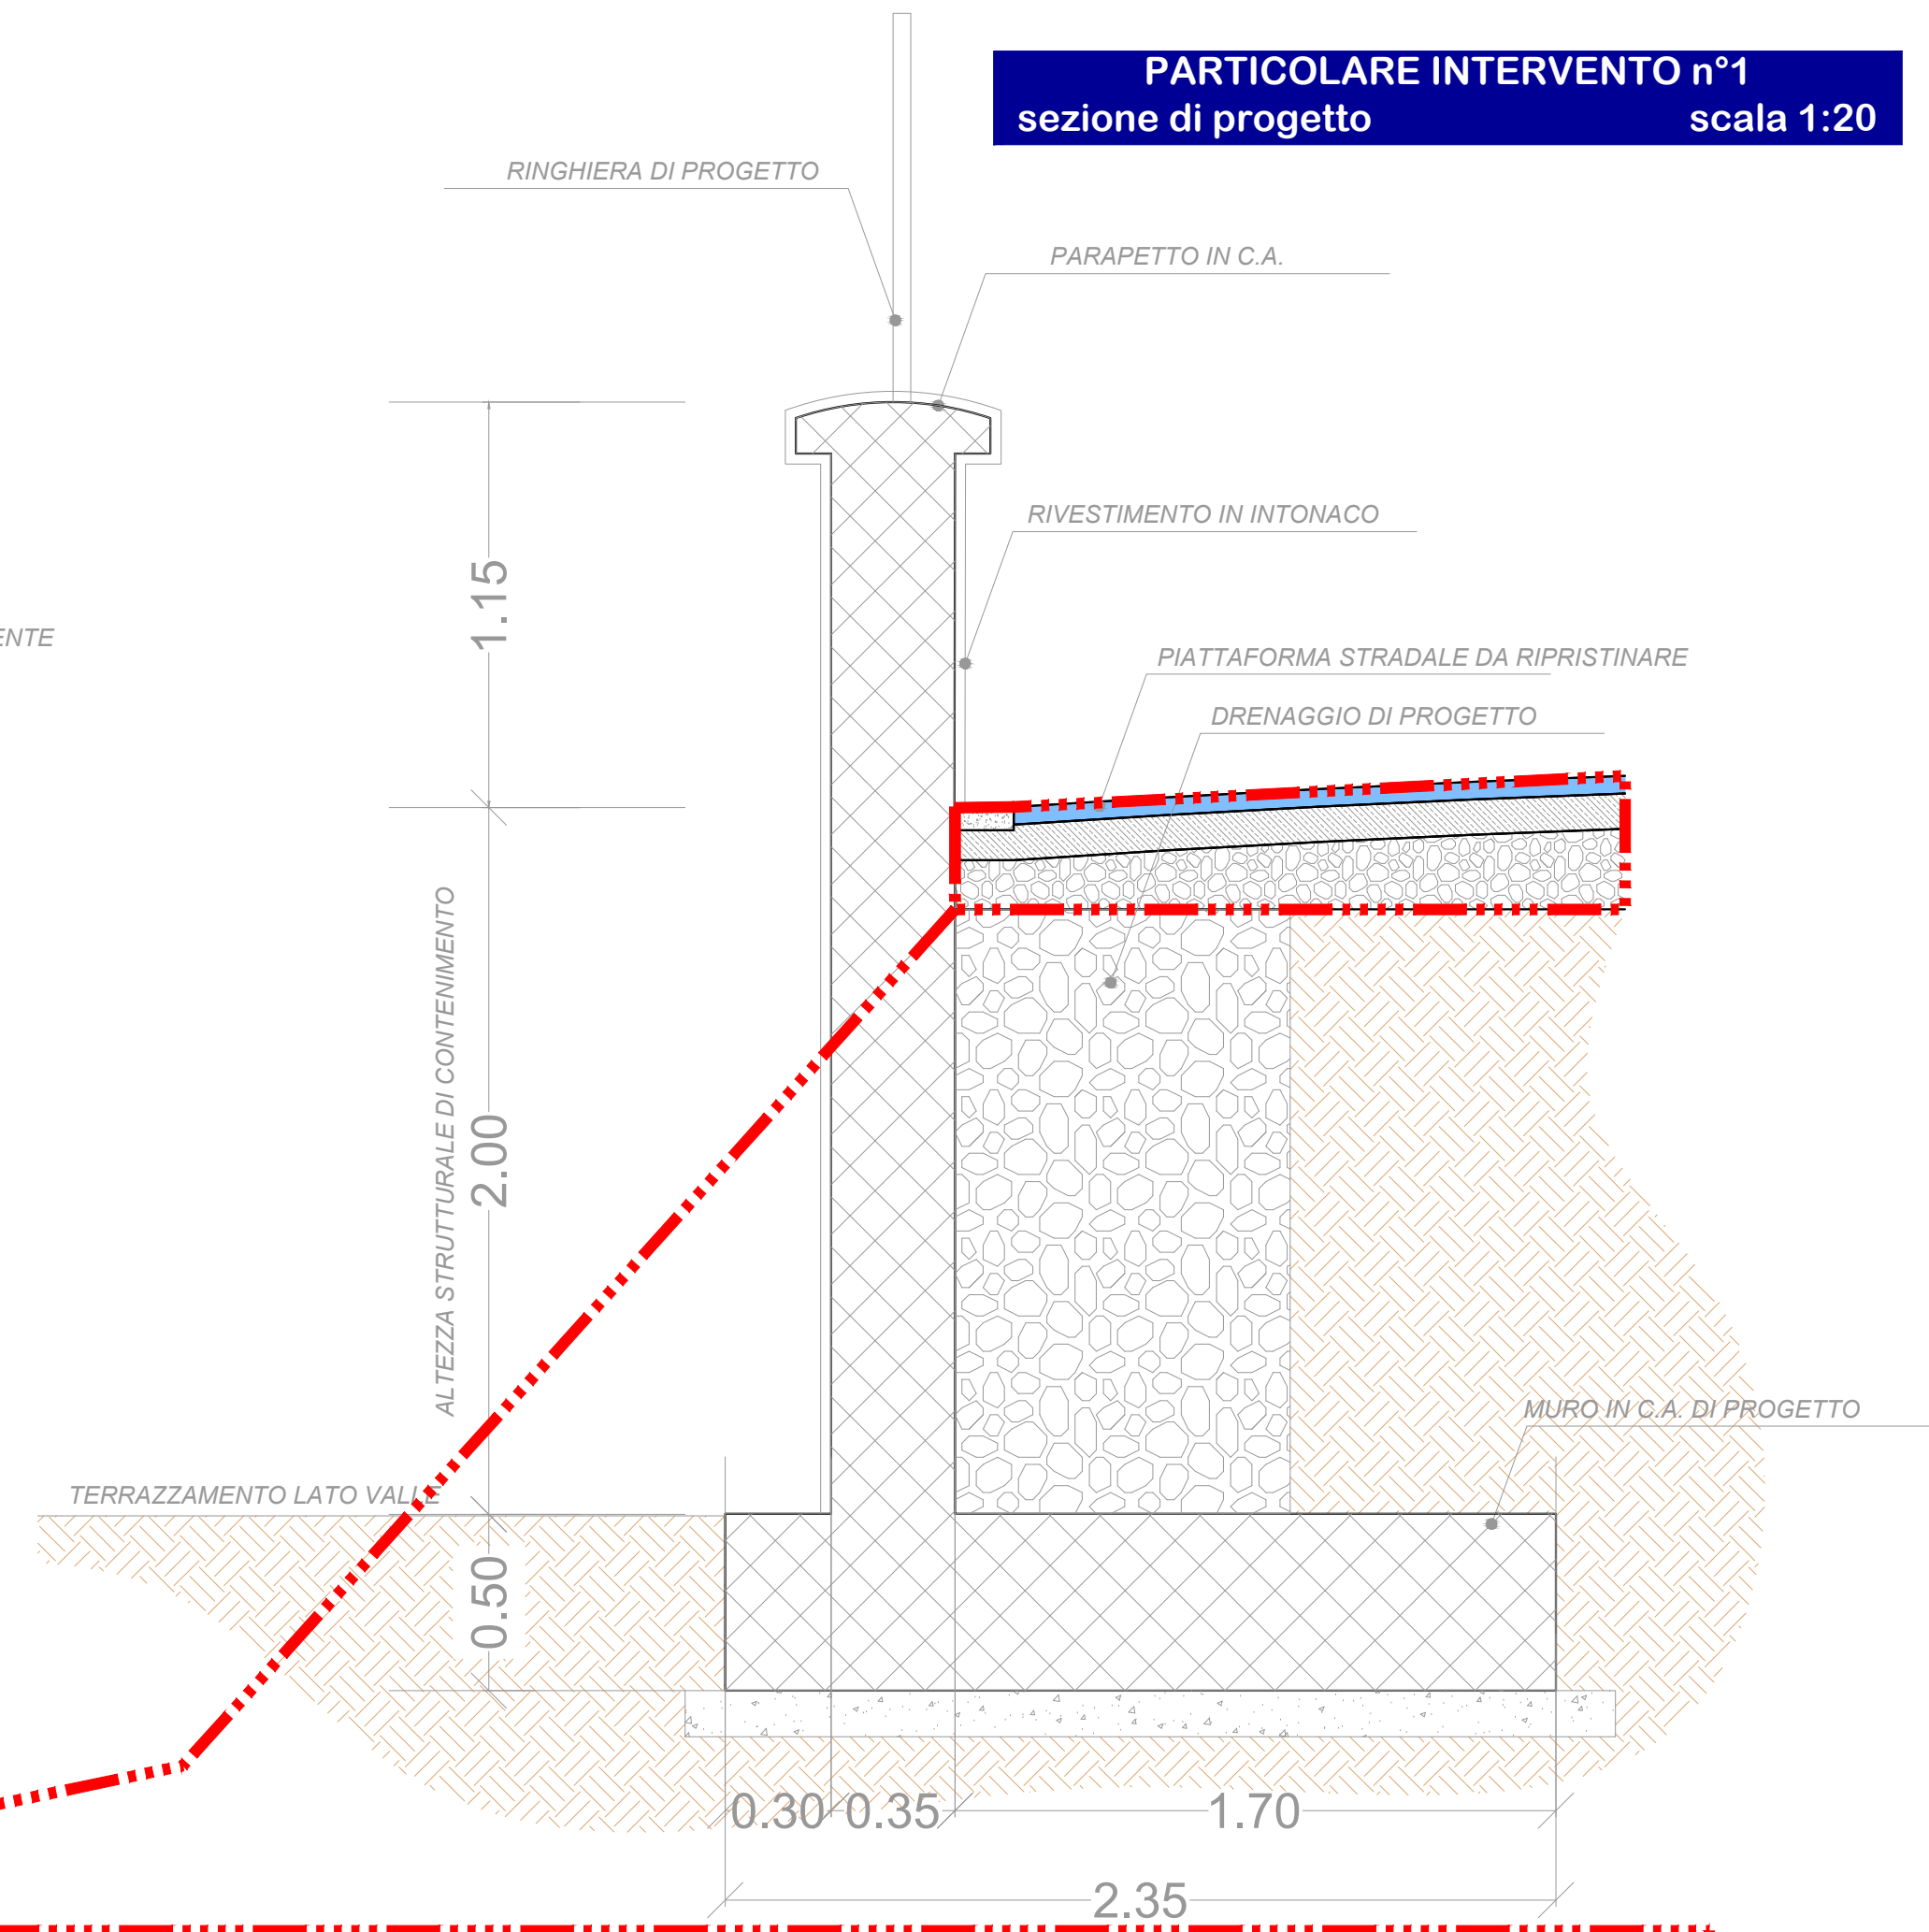 PARTICOLARE INTERVENTO n°1
sezione di progetto scala 1:20
RINGHIERA DI PROGETTO
PARAPETTO IN C.A.
RIVESTIMENTO IN INTONACO
1.15
ENTE
PIATTAFORMA STRADALE DA RIPRISTINARE
DRENAGGIO DI PROGETTO
ALTEZZA STRUTTURALE DI CONTENIMENTO
2.00
MURO IN C.A. DI PROGETTO
TERRAZZAMENTO LATO VALLE
0.50
0.30 0.35 1.70
2.35